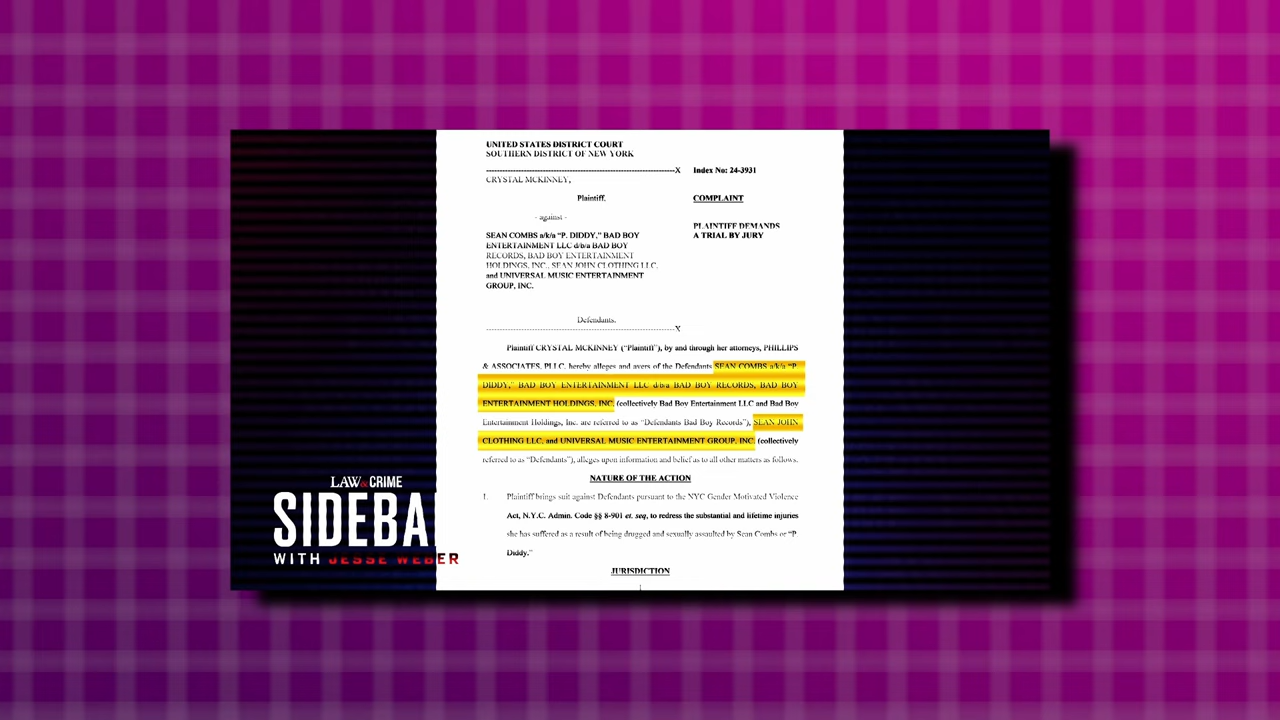 UNITED STATES DISTRICT COURT
SOUTHERN DISTRICT OF NEW YORK
-----------------------------------------------------------------------X
Index No: 24-3931
CRYSTAL MCKINNEY,
Plaintiff,
COMPLAINT
- against -
PLAINTIFF DEMANDS
A TRIAL BY JURY
SEAN COMBS a/k/a “P. DIDDY,” BAD BOY
ENTERTAINMENT LLC d/b/a BAD BOY
RECORDS, BAD BOY ENTERTAINMENT
HOLDINGS, INC., SEAN JOHN CLOTHING LLC.
and UNIVERSAL MUSIC ENTERTAINMENT
GROUP, INC.
Defendants.
-----------------------------------------------------------------------X
Plaintiff CRYSTAL MCKINNEY (“Plaintiff”), by and through her attorneys, PHILLIPS
& ASSOCIATES, PLLC, hereby alleges and avers of the Defendants SEAN COMBS a/k/a “P.
DIDDY,” BAD BOY ENTERTAINMENT LLC d/b/a BAD BOY RECORDS, BAD BOY
ENTERTAINMENT HOLDINGS, INC. (collectively Bad Boy Entertainment LLC and Bad Boy
Entertainment Holdings, Inc. are referred to as “Defendants Bad Boy Records”), SEAN JOHN
CLOTHING LLC, and UNIVERSAL MUSIC ENTERTAINMENT GROUP, INC. (collectively
referred to as “Defendants”), alleges upon information and belief as to all other matters as follows.
NATURE OF THE ACTION
1. Plaintiff brings suit against Defendants pursuant to the NYC Gender Motivated Violence
Act, N.Y.C. Admin. Code §§ 8-901 et. seq, to redress the substantial and lifetime injuries
she has suffered as a result of being drugged and sexually assaulted by Sean Combs or “P.
Diddy.”
JURISDICTION
1
LAW&CRIME
SIDEBA
WITH JESSE WEBER